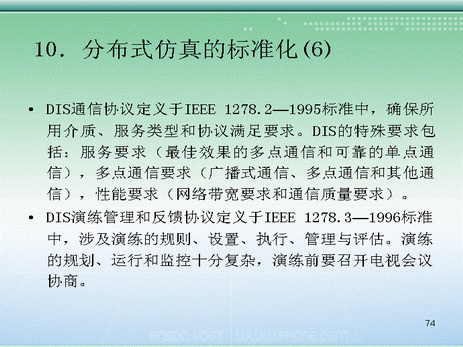 10．分布式仿真的标准化(6)
• DIS通信协议定义于IEEE 1278.2—1995标准中，确保所
用介质、服务类型和协议满足要求。DIS的特殊要求包
括：服务要求（最佳效果的多点通信和可靠的单点通
信），多点通信要求（广播式通信、多点通信和其他通
信），性能要求（网络带宽要求和通信质量要求）。
• DIS演练管理和反馈协议定义于IEEE 1278.3—1996标准
中，涉及演练的规则、设置、执行、管理与评估。演练
的规划、运行和监控十分复杂，演练前要召开电视会议
协商。
74